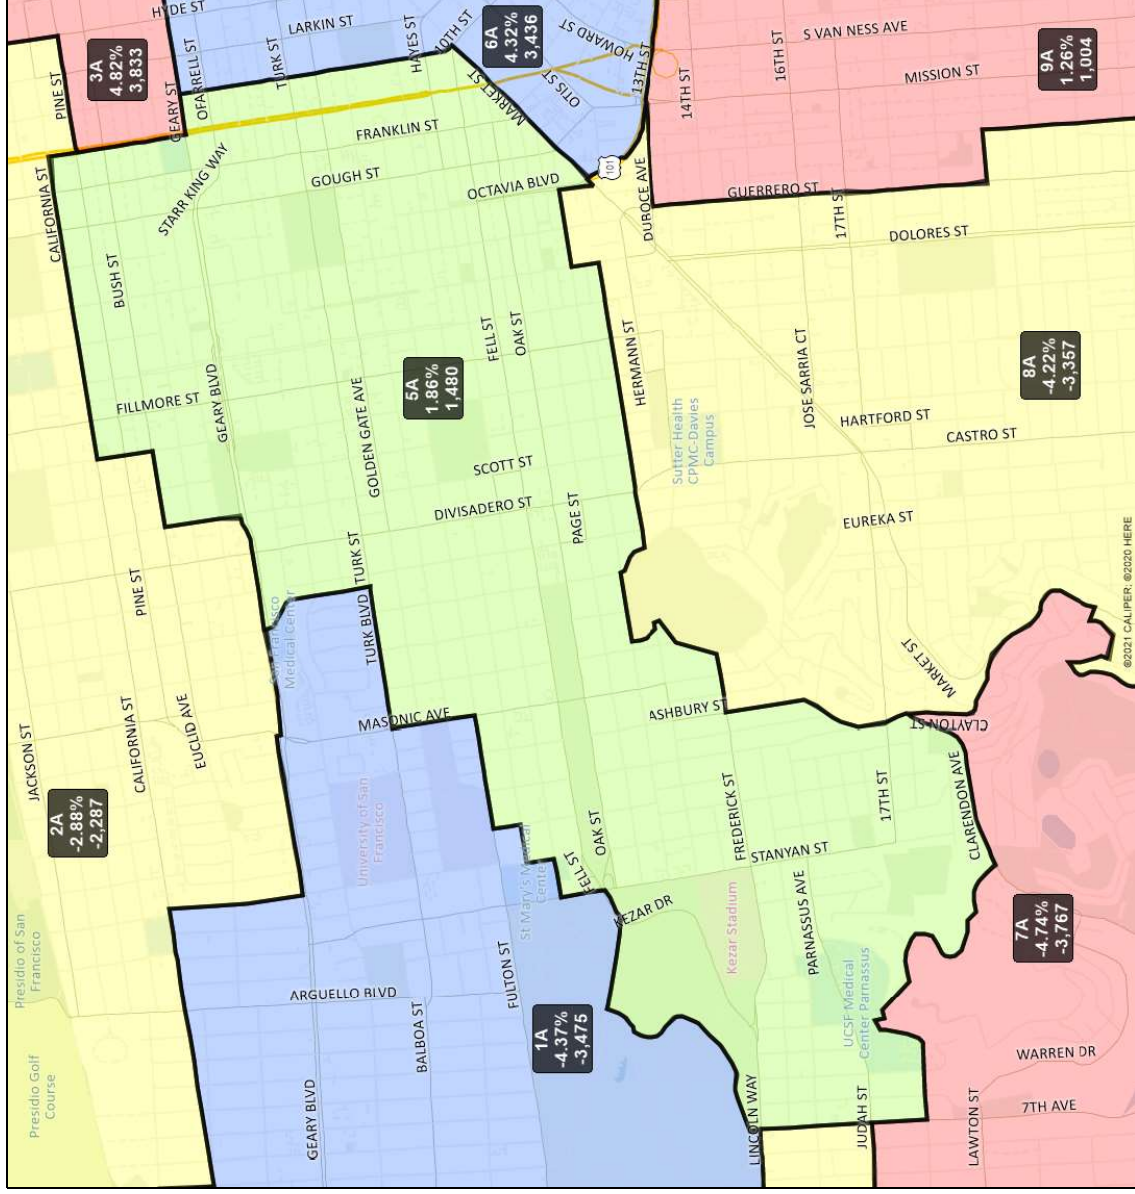 HYDE ST
LARKIN ST
10TH ST
HAYES ST
6A
4.32%
3,436
HOWARD ST
S VAN NESS AVE
16TH ST
MISSION ST
9A
1.26%
1,004
3A
4.82%
3,833
PINE ST
OFARRELL ST
TURK ST
GEARY ST
MARKET ST
OTIS ST
13TH ST
14TH ST
FRANKLIN ST
STARR KING WAY
GOUGH ST
OCTAVIA BLVD
101
DUBOCE AVE
GUERRERO ST
17TH ST
DOLORES ST
CALIFORNIA ST
BUSH ST
FELL ST
OAK ST
HERMANN ST
JOSE SARRIA CT
8A
-4.22%
-3,357
5A
1.86%
1,480
FILLMORE ST
GEARY BLVD
GOLDEN GATE AVE
HARTFORD ST
CASTRO ST
Sutter Health
CPMC-Davies
Campus
SCOTT ST
DIVISADERO ST
PAGE ST
EUREKA ST
PINE ST
TURK ST
TURK BLVD
Medical Center
©2021 CALIPER; ©2020 HERE
MARKET ST
MASONIC AVE
ASHBURY ST
CLAYTON ST
JACKSON ST
CALIFORNIA ST
EUCLID AVE
2A
-2.88%
-2,287
University of San
Francisco
FREDERICK ST
17TH ST
CLARENDON AVE
STANYAN ST
OAK ST
FELL ST
St Mary's Medical
Center
KEZAR DR
Kezar Stadium
PARNASSUS AVE
7A
-4.74%
-3,767
Presidio of San
Francisco
FULTON ST
ARGUELLO BLVD
BALBOA ST
1A
-4.37%
-3,475
UCSF Medical
Center Parnassus
WARREN DR
Presidio Golf
Course
GEARY BLVD
LINCOLN WAY
JUDAH ST
LAWTON ST
7TH AVE